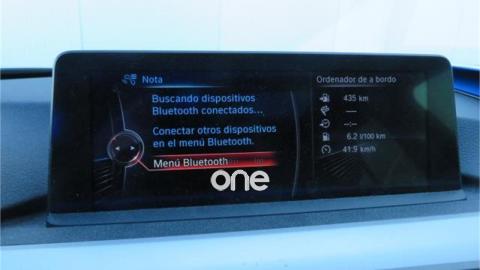 Nota
Buscando dispositivos
Bluetooth conectados...
Conectar otros dispositivos
en el menú Bluetooth.
Menú Bluetooth
Ordenador de a bordo
435 km
--
--:--
6.2 l/100 km
41.9 km/h
one